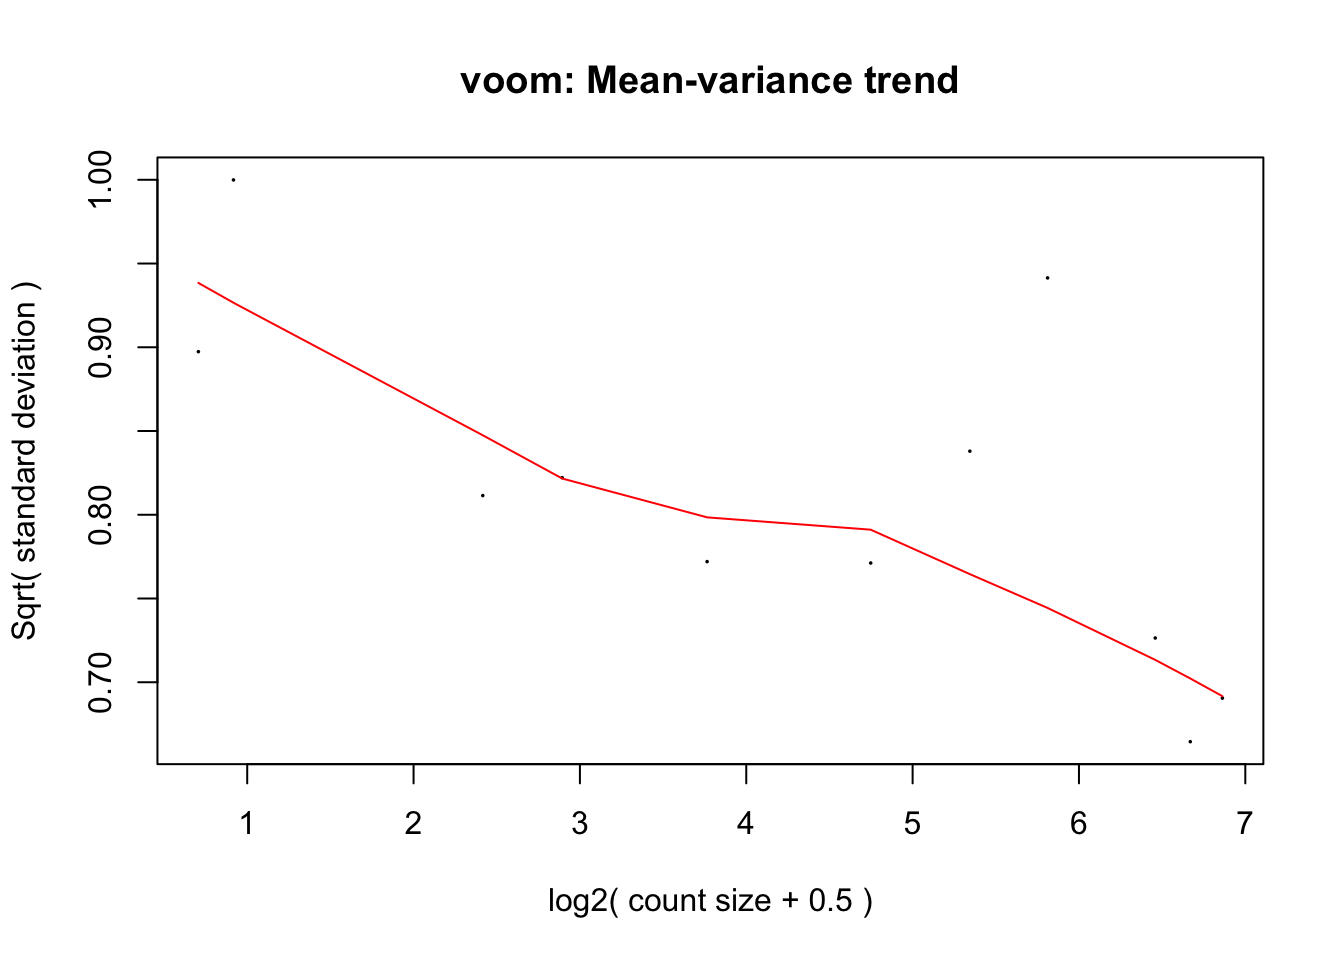 voom: Mean-variance trend
Sqrt( standard deviation )
1.00
0.90
0.80
0.70
1 2 3 4 5 6 7
log2( count size + 0.5 )